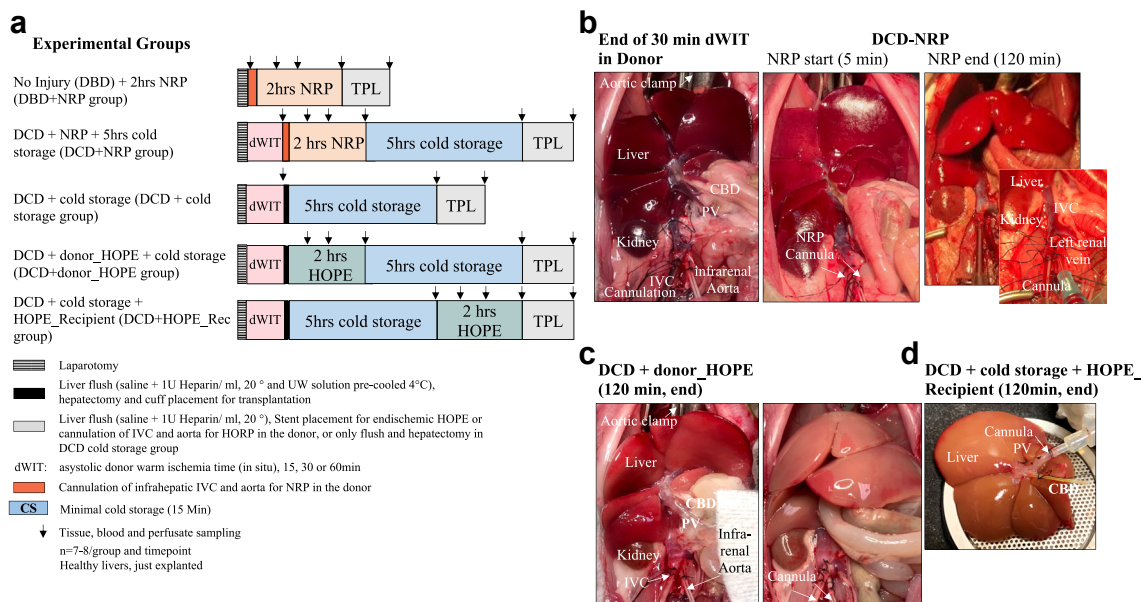 a
Experimental Groups
No Injury (DBD) + 2hrs NRP
(DBD+NRP group)
2hrs NRP
TPL
DCD + NRP + 5hrs cold
storage (DCD+NRP group)
dWIT
2 hrs NRP
5hrs cold storage
TPL
DCD + cold storage (DCD + cold
storage group)
dWIT
5hrs cold storage
TPL
DCD + donor_HOPE + cold storage
(DCD+donor_HOPE group)
dWIT
2 hrs
HOPE
5hrs cold storage
TPL
DCD + cold storage +
HOPE_Recipient (DCD+HOPE_Rec
group)
dWIT
5hrs cold storage
2 hrs
HOPE
TPL
Laparotomy
Liver flush (saline + 1U Heparin/ ml, 20 ° and UW solution pre-cooled 4°C),
hepatectomy and cuff placement for transplantation
Liver flush (saline + 1U Heparin/ ml, 20 °), Stent placement for endischemic HOPE or
cannulation of IVC and aorta for HORP in the donor, or only flush and hepatectomy in
DCD cold storage group
dWIT: asystolic donor warm ischemia time (in situ), 15, 30 or 60min
Cannulation of infrahepatic IVC and aorta for NRP in the donor
CS Minimal cold storage (15 Min)
Tissue, blood and perfusate sampling
n=7-8/group and timepoint
Healthy livers, just explanted
b
End of 30 min dWIT
in Donor
Aortic clamp
Liver
CBD
PV
Kidney
IVC
Cannulation
Infrarenal
Aorta
DCD-NRP
NRP start (5 min)
NRP
Cannula
NRP end (120 min)
Liver
Kidney
IVC
Left renal
vein
Cannula
c
DCD + donor_HOPE
(120 min, end)
Aortic clamp
Liver
CBD
PV
Kidney
IVC
Infra-
renal
Aorta
Cannula
d
DCD + cold storage + HOPE_
Recipient (120min, end)
Cannula
PV
Liver
CBD